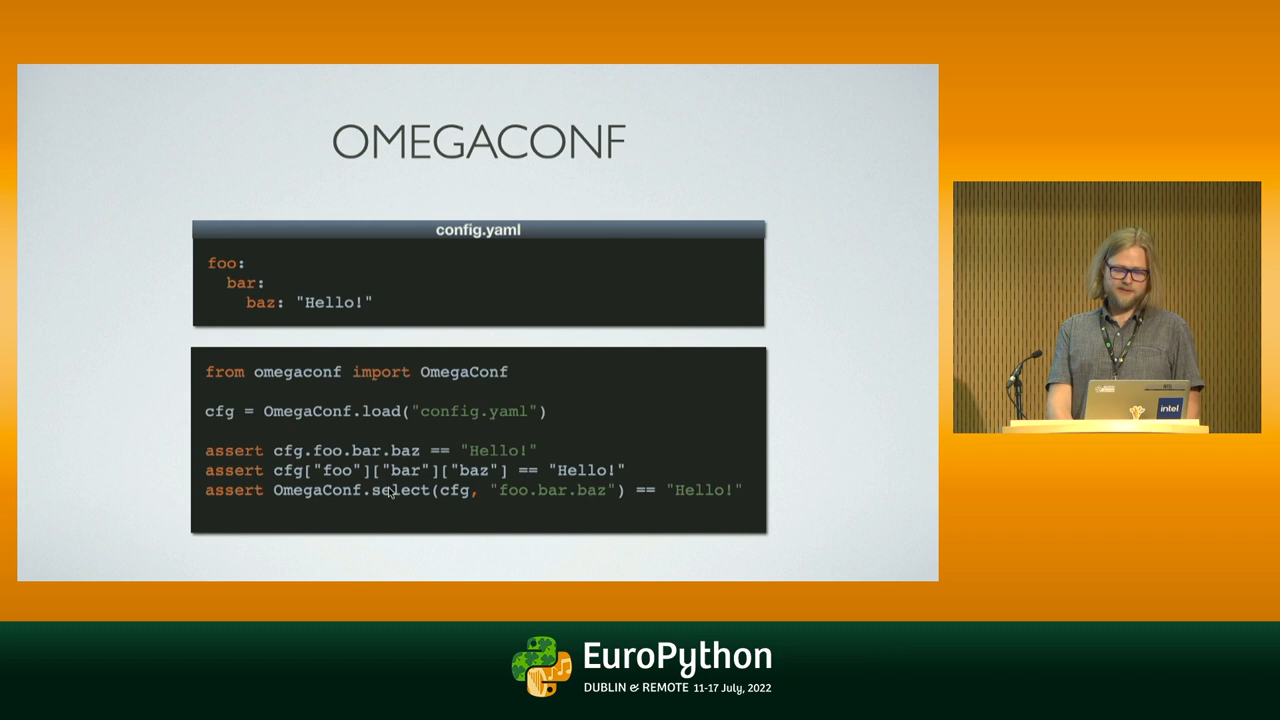 OMEGACONF
config.yaml
foo:
bar:
baz: "Hello!"
from omegaconf import OmegaConf
cfg = OmegaConf.load("config.yaml")
assert cfg.foo.bar.baz == "Hello!"
assert cfg["foo"]["bar"]["baz"] == "Hello!"
assert OmegaConf.select(cfg, "foo.bar.baz") == "Hello!"
intel
EuroPython
DUBLIN & REMOTE 11-17 July, 2022